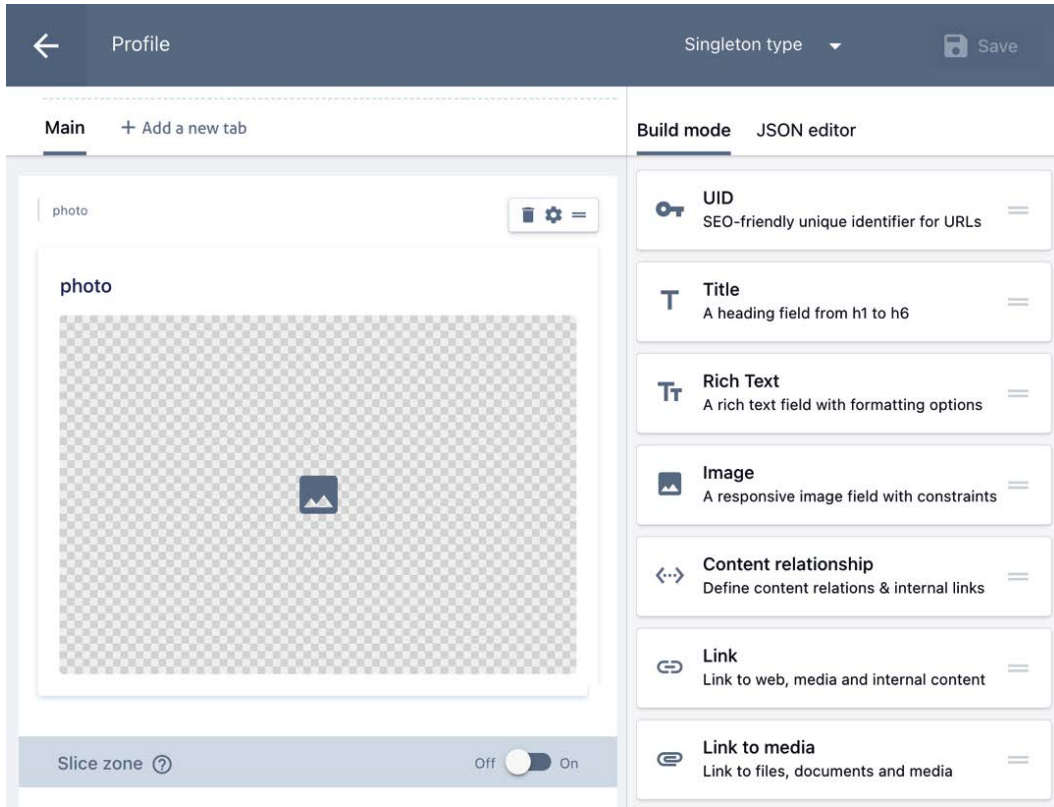 Profile
Singleton type
Save
Main
+ Add a new tab
Build mode
JSON editor
photo
photo
Slice zone
Off
On
UID
SEO-friendly unique identifier for URLs
Title
A heading field from h1 to h6
Rich Text
A rich text field with formatting options
Image
A responsive image field with constraints
Content relationship
Define content relations & internal links
Link
Link to web, media and internal content
Link to media
Link to files, documents and media